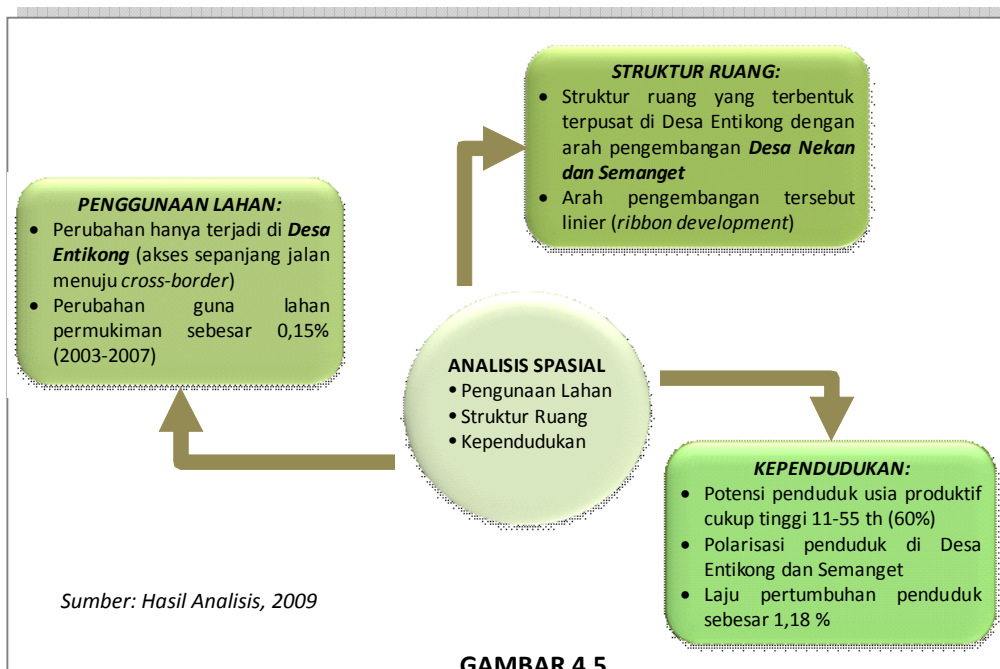 STRUKTUR RUANG:
• Struktur ruang yang terbentuk
terpusat di Desa Entikong dengan
arah pengembangan Desa Nekan
dan Semanget
• Arah pengembangan tersebut
linier (ribbon development)
PENGGUNAAN LAHAN:
• Perubahan hanya terjadi di Desa
Entikong (akses sepanjang jalan
menuju cross-border)
• Perubahan guna lahan
permukiman sebesar 0,15%
(2003-2007)
ANALISIS SPASIAL
• Pengunaan Lahan
• Struktur Ruang
• Kependudukan
KEPENDUDUKAN:
• Potensi penduduk usia produktif
cukup tinggi 11-55 th (60%)
• Polarisasi penduduk di Desa
Entikong dan Semanget
• Laju pertumbuhan penduduk
sebesar 1,18 %
Sumber: Hasil Analisis, 2009
GAMBAR 4.5